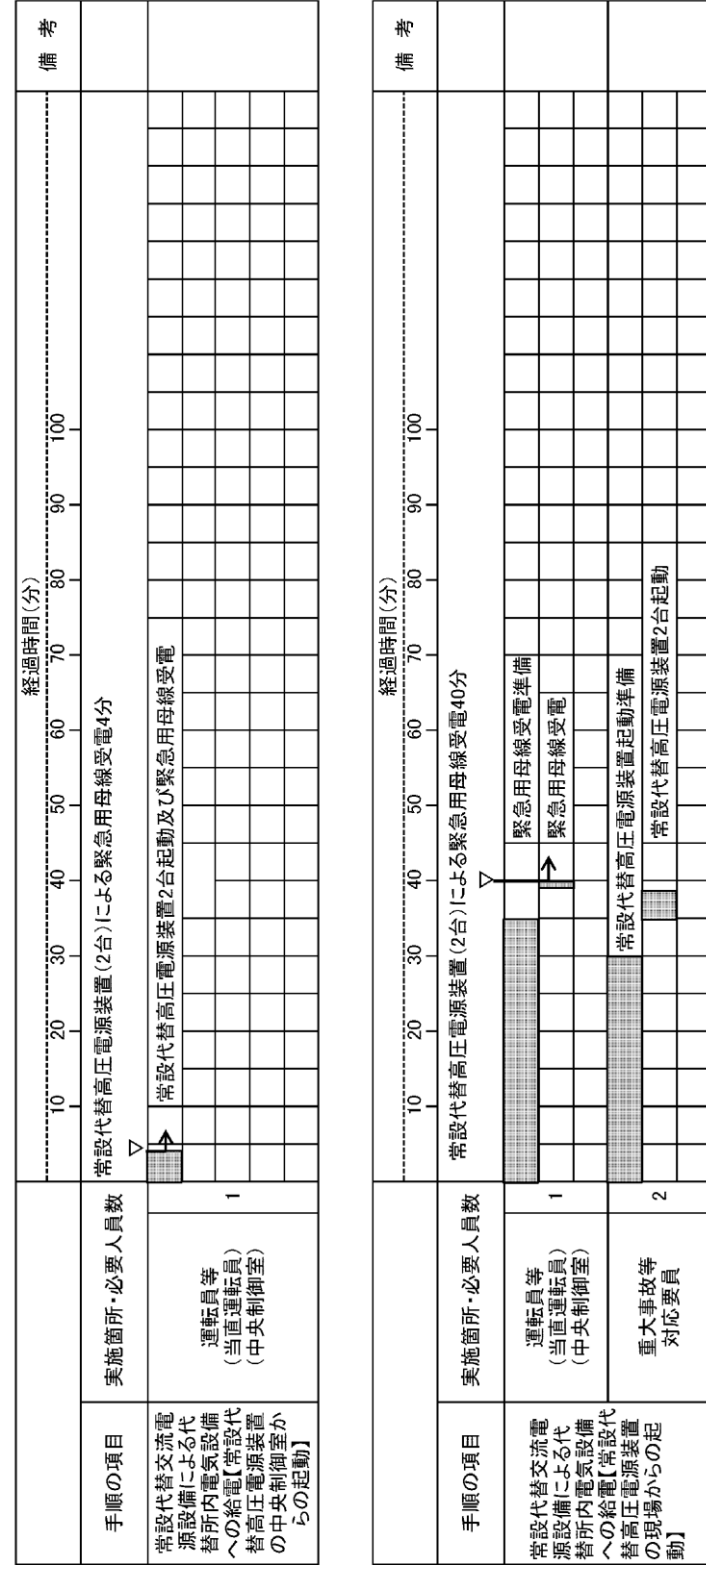 経過時間(分)
備 考
10 20 30 40 50 60 70 80 90 100
手順の項目
実施箇所・必要人員数
常設代替高圧電源装置(2台)による緊急用母線受電4分
▽
常設代替交流電
源設備による代
替所内電気設備
への給電【常設代
替高圧電源装置
の中央制御室か
らの起動】
運転員等
(当直運転員)
(中央制御室)
1
常設代替高圧電源装置2台起動及び緊急用母線受電
経過時間(分)
備 考
10 20 30 40 50 60 70 80 90 100
手順の項目
実施箇所・必要人員数
常設代替高圧電源装置(2台)による緊急用母線受電40分
▽
常設代替交流電
源設備による代
替所内電気設備
への給電【常設代
替高圧電源装置
の現場からの起
動】
運転員等
(当直運転員)
(中央制御室)
1
緊急用母線受電準備
緊急用母線受電
重大事故等
対応要員
2
常設代替高圧電源装置起動準備
常設代替高圧電源装置2台起動